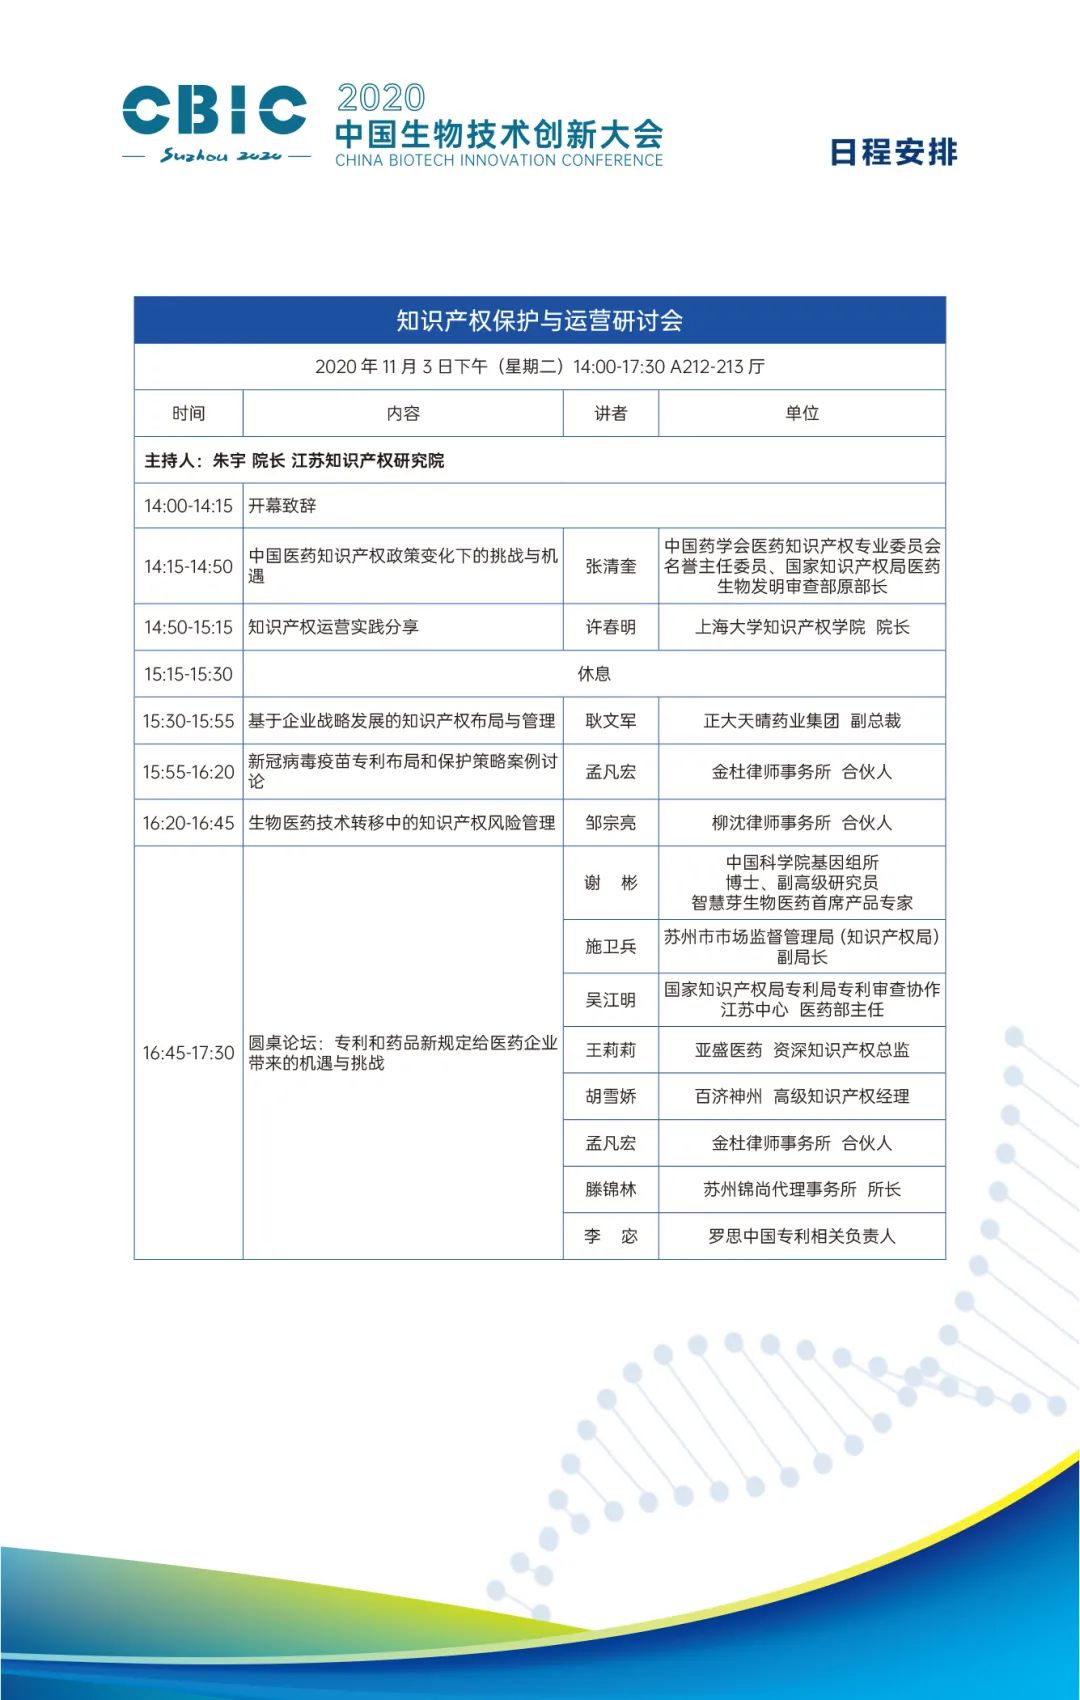 CBIC
Suzhou 2020
2020
中国生物技术创新大会
CHINA BIOTECH INNOVATION CONFERENCE
日程安排
知识产权保护与运营研讨会
2020 年 11 月 3 日下午（星期二）14:00-17:30 A212-213 厅
时间 内容 讲者 单位
主持人：朱宇 院长 江苏知识产权研究院
14:00-14:15 开幕致辞
14:15-14:50 中国医药知识产权政策变化下的挑战与机
遇
张清奎
中国药学会医药知识产权专业委员会
名誉主任委员、国家知识产权局医药
生物发明审查部原部长
14:50-15:15 知识产权运营实践分享 许春明 上海大学知识产权学院 院长
15:15-15:30 休息
15:30-15:55 基于企业战略发展的知识产权布局与管理 耿文军 正大天晴药业集团 副总裁
15:55-16:20 新冠病毒疫苗专利布局和保护策略案例讨
论
孟凡宏 金杜律师事务所 合伙人
16:20-16:45 生物医药技术转移中的知识产权风险管理 邹宗亮 柳沈律师事务所 合伙人
16:45-17:30 圆桌论坛：专利和药品新规定给医药企业
带来的机遇与挑战
谢 彬
中国科学院基因组所
博士、副高级研究员
智慧芽生物医药首席产品专家
施卫兵
苏州市市场监督管理局（知识产权局）
副局长
吴江明
国家知识产权局专利局专利审查协作
江苏中心 医药部主任
王莉莉 亚盛医药 资深知识产权总监
胡雪娇 百济神州 高级知识产权经理
孟凡宏 金杜律师事务所 合伙人
滕锦林 苏州锦尚代理事务所 所长
李 宓 罗思中国专利相关负责人